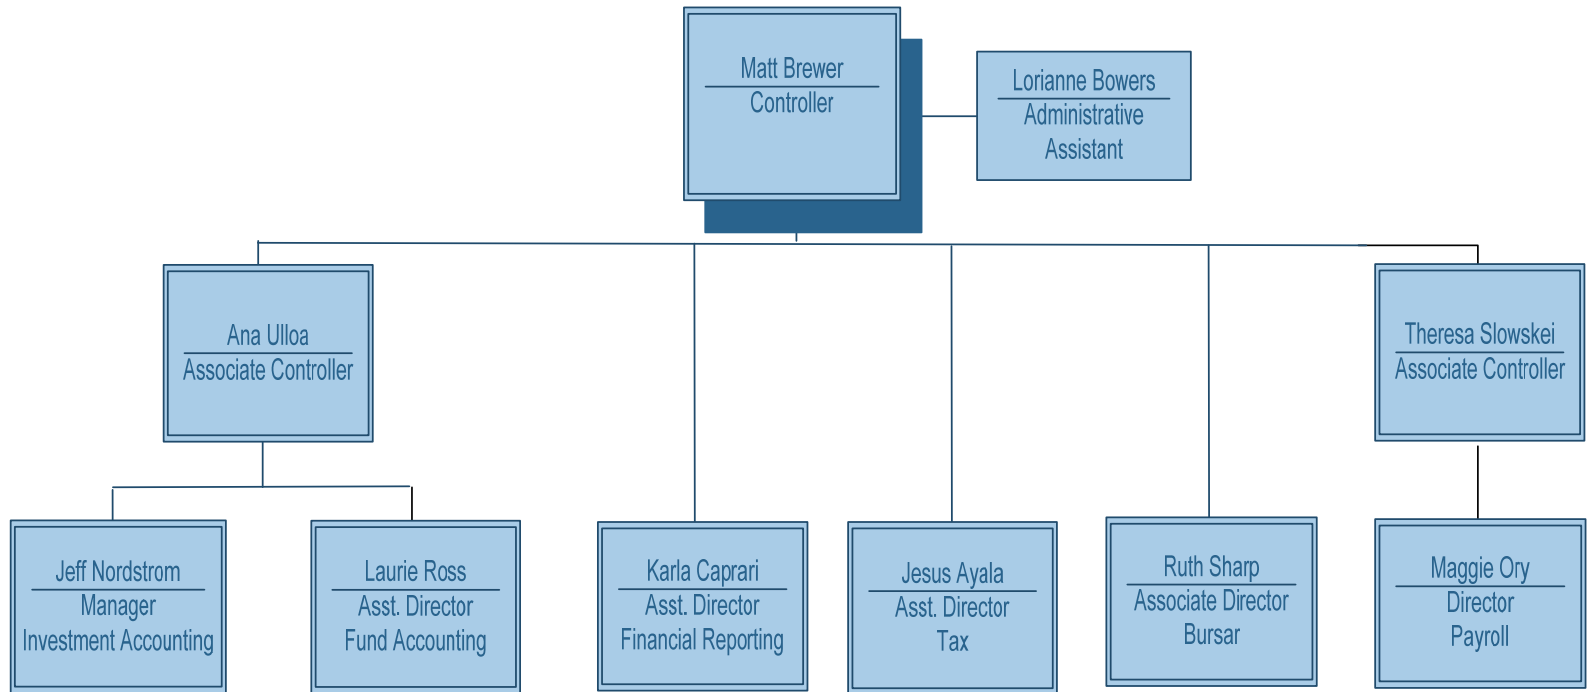 Matt Brewer
Controller
Lorianne Bowers
Administrative
Assistant
Ana Ulloa
Associate Controller
Theresa Slowskei
Associate Controller
Jeff Nordstrom
Manager
Investment Accounting
Laurie Ross
Asst. Director
Fund Accounting
Karla Caprari
Asst. Director
Financial Reporting
Jesus Ayala
Asst. Director
Tax
Ruth Sharp
Associate Director
Bursar
Maggie Ory
Director
Payroll